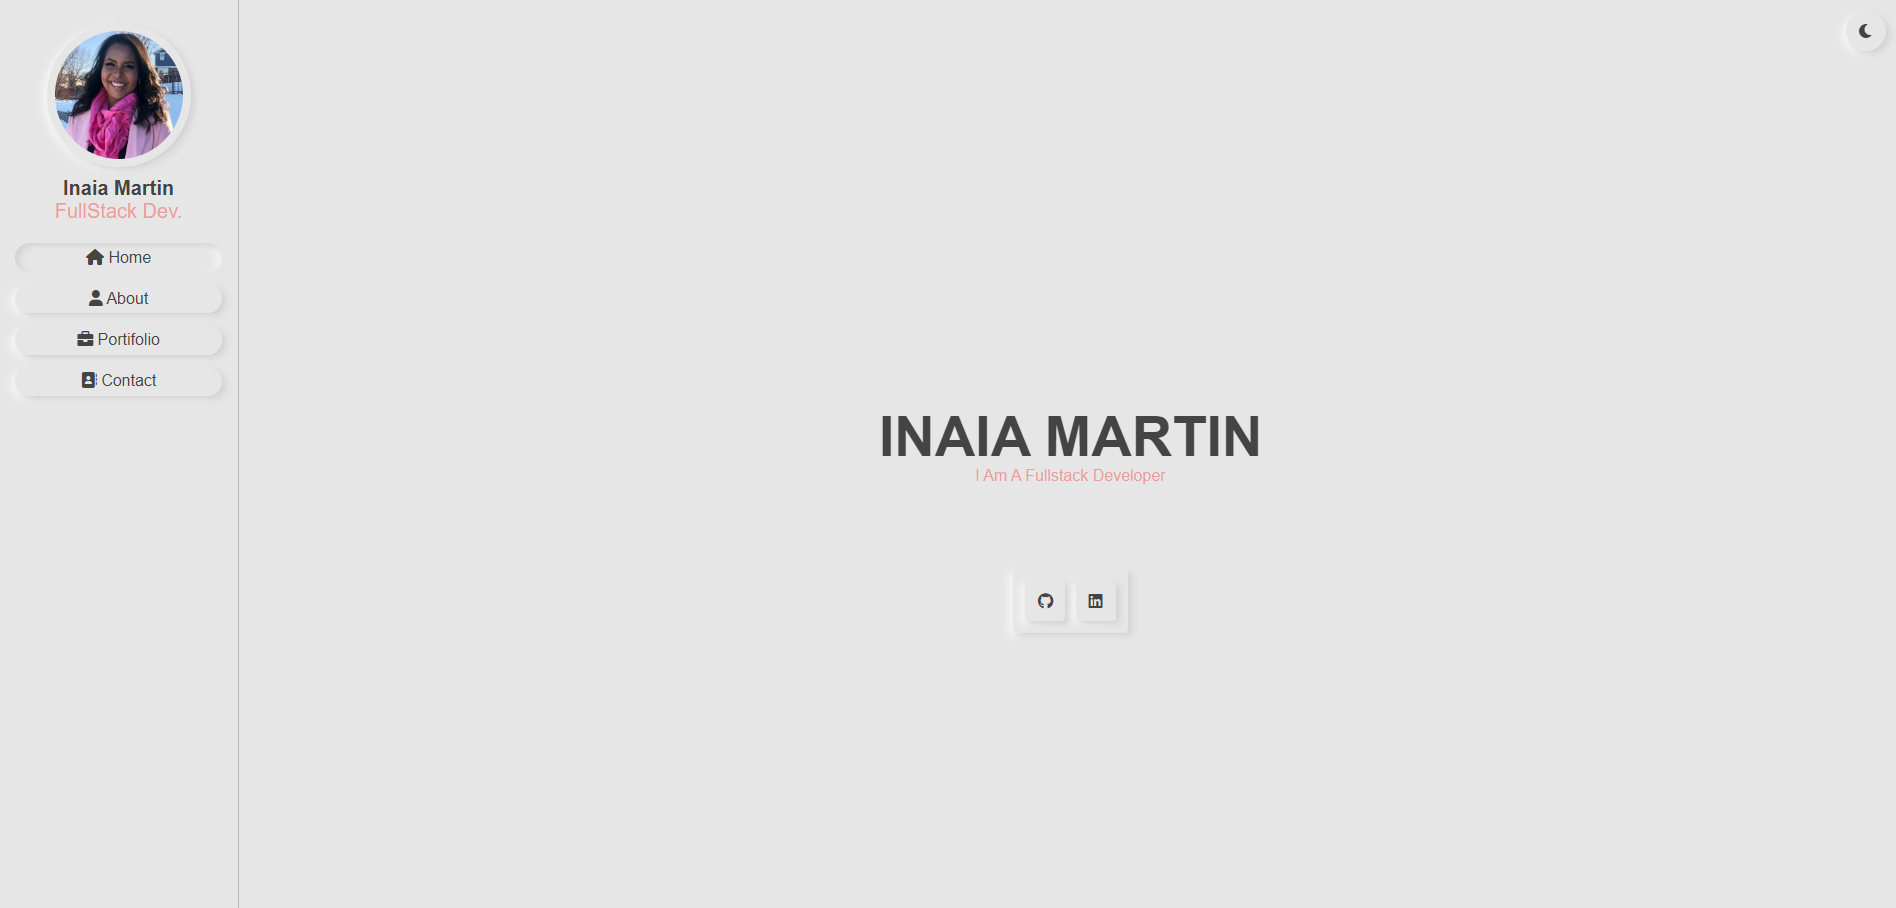 Inaia Martin
FullStack Dev.
Home
About
Portifolio
Contact
INAIA MARTIN
I Am A Fullstack Developer